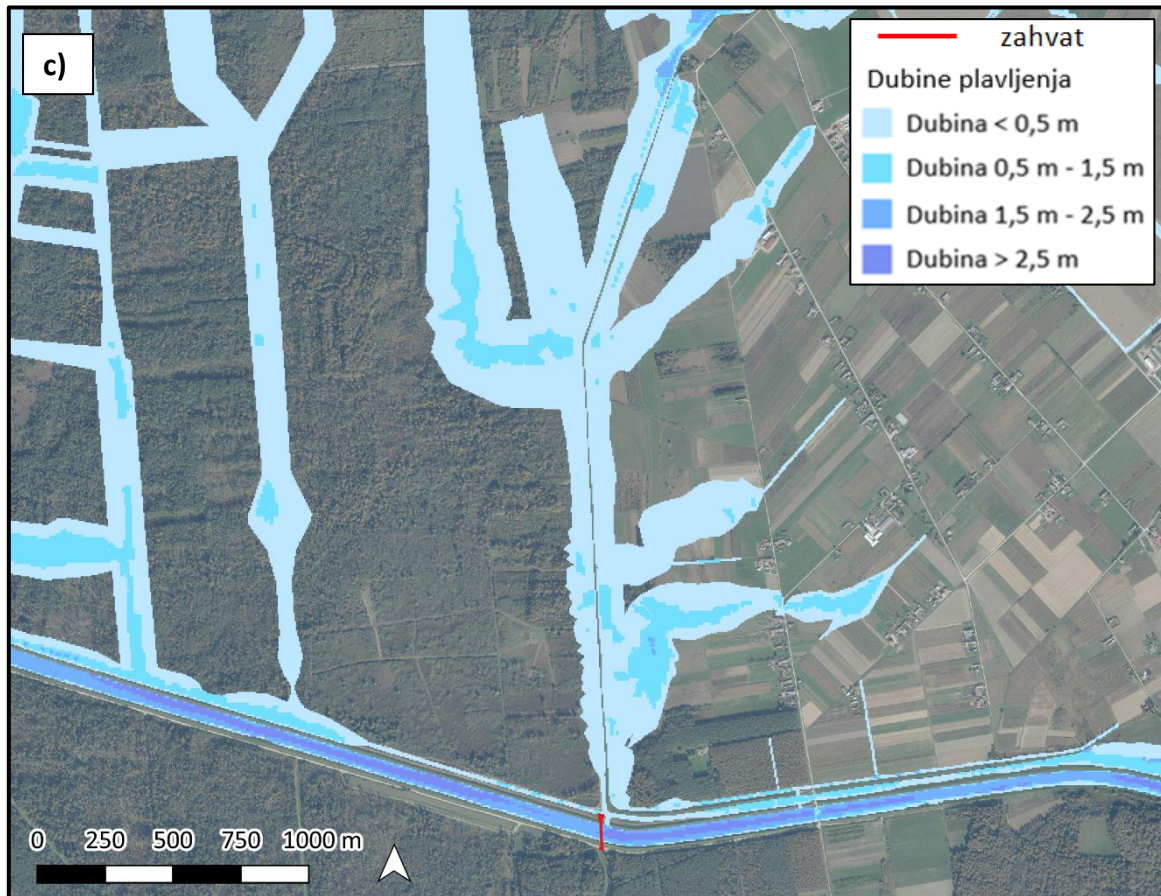 c)
zahvat
Dubine plavljenja
Dubina < 0,5 m
Dubina 0,5 m - 1,5 m
Dubina 1,5 m - 2,5 m
Dubina > 2,5 m
0 250 500 750 1000 m